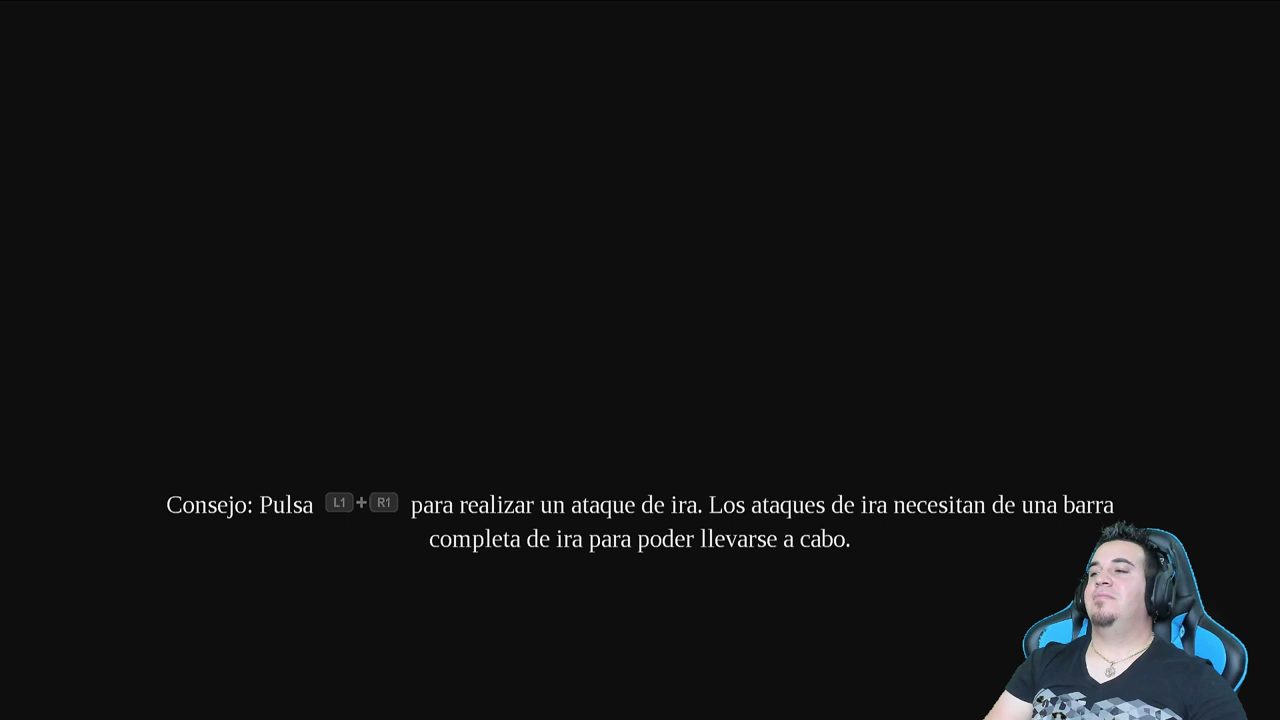 Consejo: Pulsa L1+R1 para realizar un ataque de ira. Los ataques de ira necesitan de una barra
completa de ira para poder llevarse a cabo.